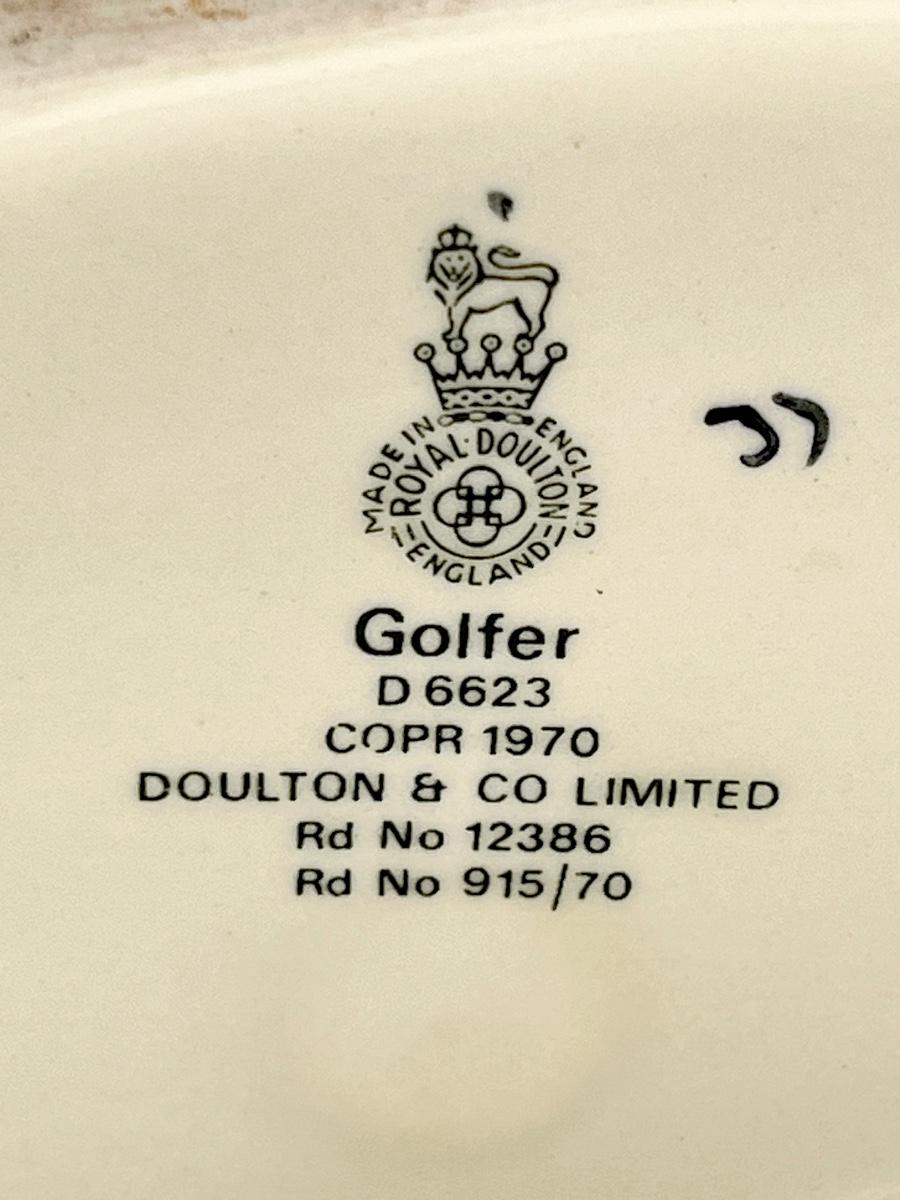 MADE IN ENGLAND
ROYAL·DOULTON
ENGLAND
Golfer
D 6623
COPR 1970
DOULTON & CO LIMITED
Rd No 12386
Rd No 915/70